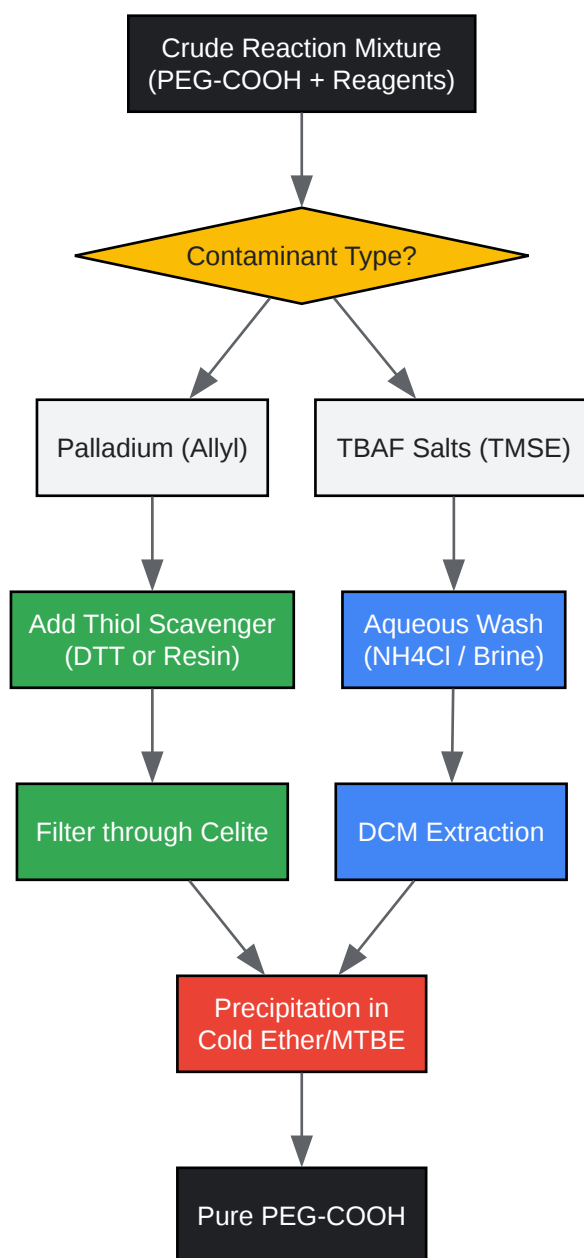 Crude Reaction Mixture
(PEG-COOH + Reagents)
Contaminant Type?
Palladium (Allyl)
TBAF Salts (TMSE)
Add Thiol Scavenger
(DTT or Resin)
Aqueous Wash
(NH4Cl / Brine)
Filter through Celite
DCM Extraction
Precipitation in
Cold Ether/MTBE
Pure PEG-COOH